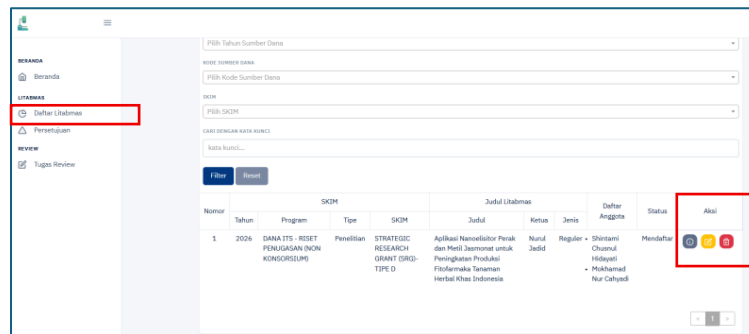 Pilih Tahun Sumber Dana
BERANDA
Beranda
LITABMAS
Daftar Litabmas
Persetujuan
REVIEW
Tugas Review
KODE SUMBER DANA
Pilih Kode Sumber Dana
SKIM
Pilih SKIM
CARI DENGAN KATA KUNCI
kata kunci...
Filter Reset
Nomor SKIM Judul Litabmas Daftar Anggota Status Aksi
Tahun Program Tipe SKIM Judul Ketua Jenis
1 2026 DANA ITS - RISET Penelitian STRATEGIC Aplikasi Nanoelisitor Perak Nurul Reguler • Shintami Mendaftar
PENUGASAN (NON RESEARCH dan Metil Jasmonat untuk Jadid Chusnul
KONSORSIUM) GRANT (SRG)- Peningkatan Produksi Hidayati
TIPE D Fitofarmaka Tanaman • Mokhamad
Herbal Khas Indonesia Nur Cahyadi
< 1 >